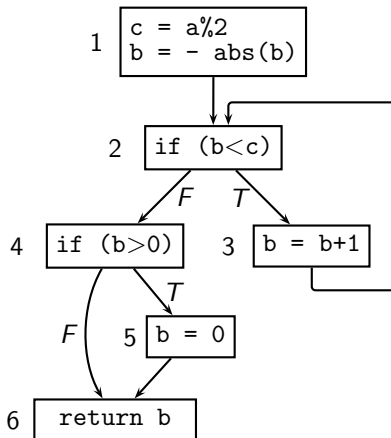 1
c = a%2
b = - abs(b)
2
if (b<c)
F
T
4
if (b>0)
3
b = b+1
F
T
5
b = 0
6
return b